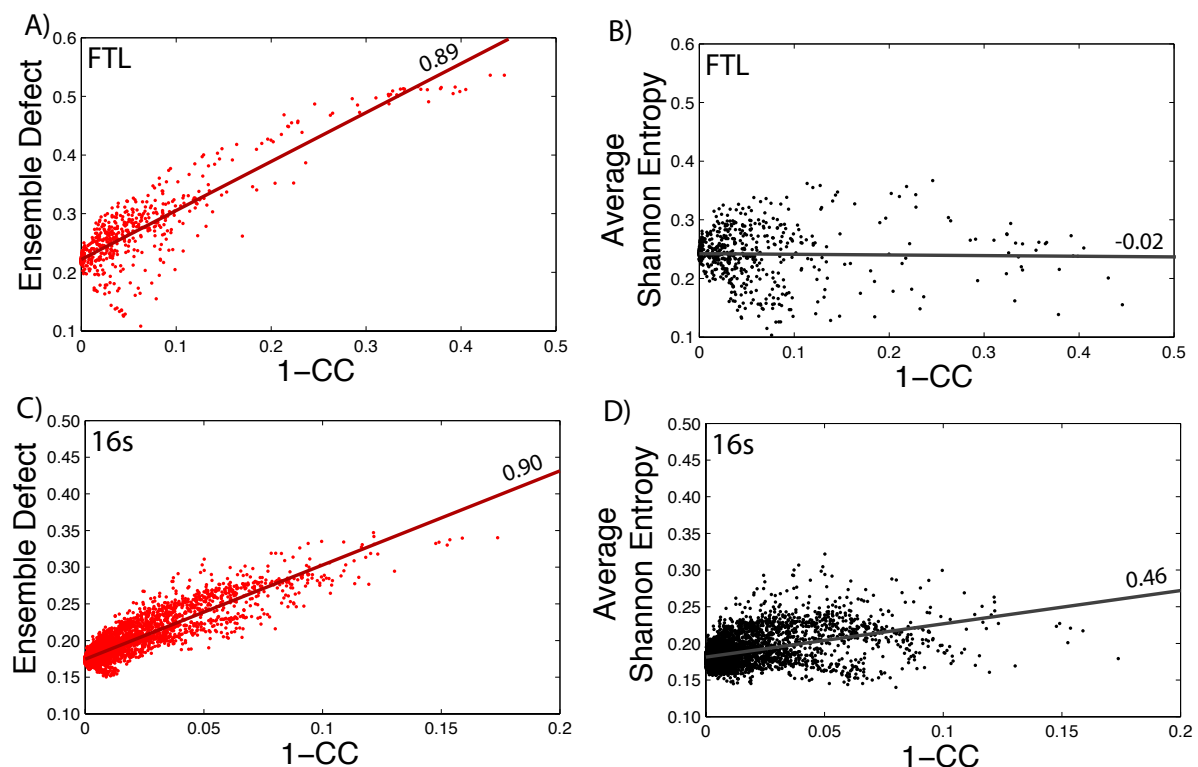 A)
FTL
0.89
Ensemble Defect
0.6
0.5
0.4
0.3
0.2
0.1
0 0.1 0.2 0.3 0.4 0.5
1−CC
B)
FTL
-0.02
Average
Shannon Entropy
0.6
0.5
0.4
0.3
0.2
0.1
0 0.1 0.2 0.3 0.4 0.5
1−CC
C)
16s
0.90
Ensemble Defect
0.50
0.45
0.40
0.35
0.30
0.25
0.20
0.15
0.10
0 0.05 0.1 0.15 0.2
1−CC
D)
16s
0.46
Average
Shannon Entropy
0.50
0.45
0.40
0.35
0.30
0.25
0.20
0.15
0.10
0 0.05 0.1 0.15 0.2
1−CC